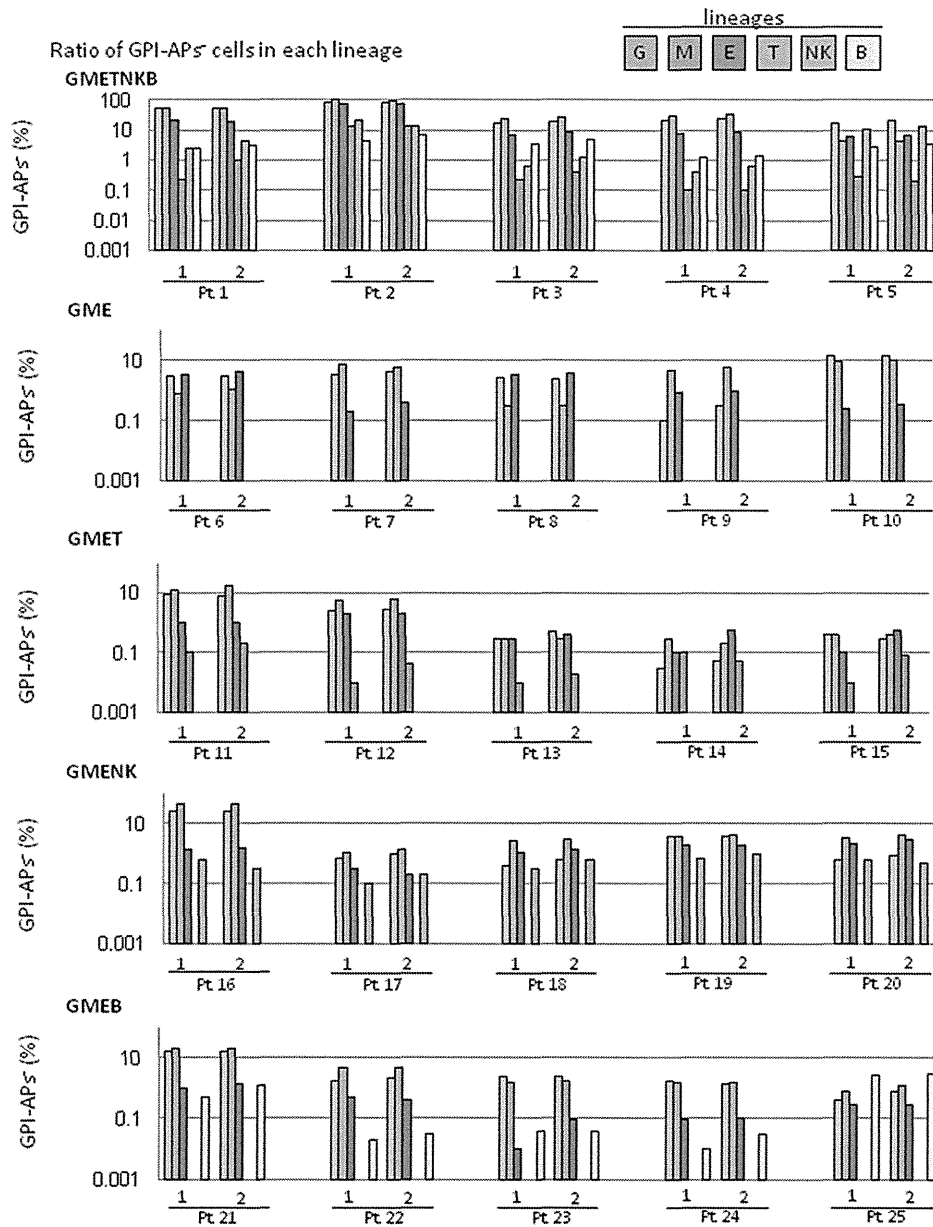 lineages
Ratio of GPI-APs- cells in each lineage
G M E T NK B
GMETNKB
GPI-APs- (%)
100
10
1
0.1
0.01
0.001
1 2 1 2 1 2 1 2 1 2
Pt 1 Pt 2 Pt 3 Pt 4 Pt 5
GME
GPI-APs- (%)
10
0.1
0.001
1 2 1 2 1 2 1 2 1 2
Pt 6 Pt 7 Pt 8 Pt 9 Pt 10
GMET
GPI-APs- (%)
10
0.1
0.001
1 2 1 2 1 2 1 2 1 2
Pt 11 Pt 12 Pt 13 Pt 14 Pt 15
GMENK
GPI-APs- (%)
10
0.1
0.001
1 2 1 2 1 2 1 2 1 2
Pt 16 Pt 17 Pt 18 Pt 19 Pt 20
GMEB
GPI-APs- (%)
10
0.1
0.001
1 2 1 2 1 2 1 2 1 2
Pt 21 Pt 22 Pt 23 Pt 24 Pt 25